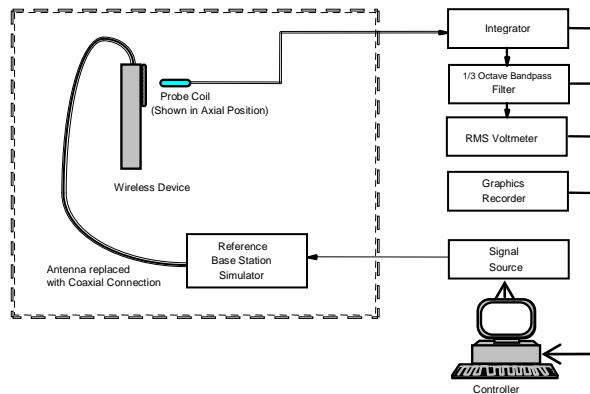 Integrator
1/3 Octave Bandpass
Filter
RMS Voltmeter
Graphics
Recorder
Probe Coil
(Shown in Axial Position)
Wireless Device
Reference
Base Station
Simulator
Antenna replaced
with Coaxial Connection
Signal
Source
Controller